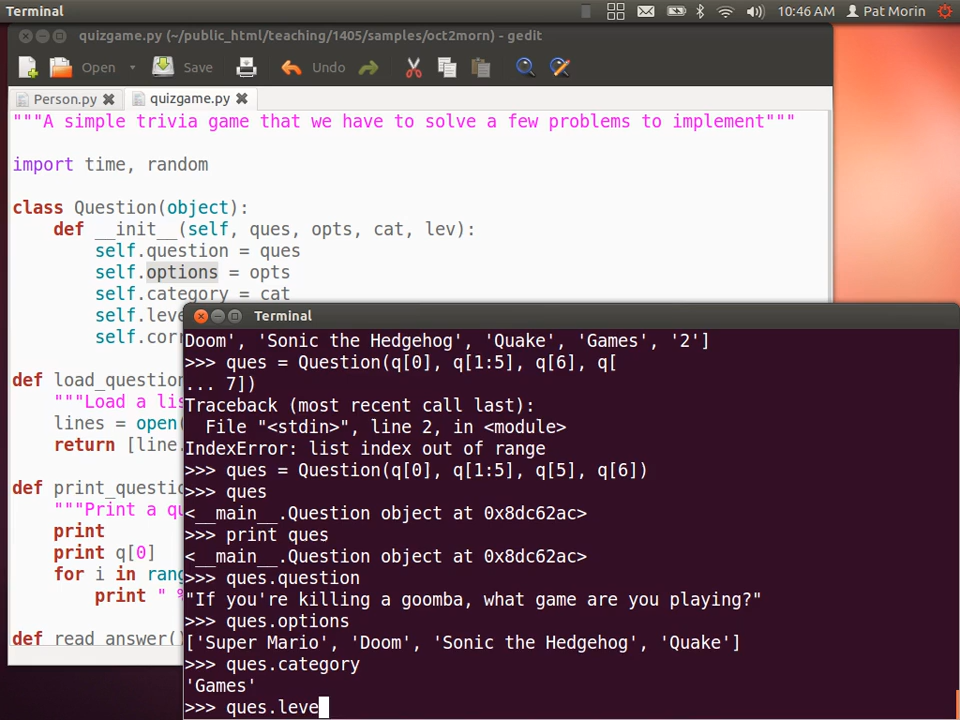 Terminal
10:46 AM
Pat Morin
quizgame.py (~/public_html/teaching/1405/samples/oct2morn) - gedit
Open
Save
Undo
Person.py
quizgame.py
"""A simple trivia game that we have to solve a few problems to implement"""
import time, random
class Question(object):
def __init__(self, ques, opts, cat, lev):
self.question = ques
self.options = opts
self.category = cat
self.leve
self.corr
def load_question
"""Load a lis
lines = open(
return [line.
def print_questio
"""Print a qu
print
print q[0]
for i in rang
print " %
def read_answer()
Terminal
Doom', 'Sonic the Hedgehog', 'Quake', 'Games', '2']
>>> ques = Question(q[0], q[1:5], q[6], q[
... 7])
Traceback (most recent call last):
File "<stdin>", line 2, in <module>
IndexError: list index out of range
>>> ques = Question(q[0], q[1:5], q[5], q[6])
>>> ques
<__main__.Question object at 0x8dc62ac>
>>> print ques
<__main__.Question object at 0x8dc62ac>
>>> ques.question
"If you're killing a goomba, what game are you playing?"
>>> ques.options
['Super Mario', 'Doom', 'Sonic the Hedgehog', 'Quake']
>>> ques.category
'Games'
>>> ques.leve